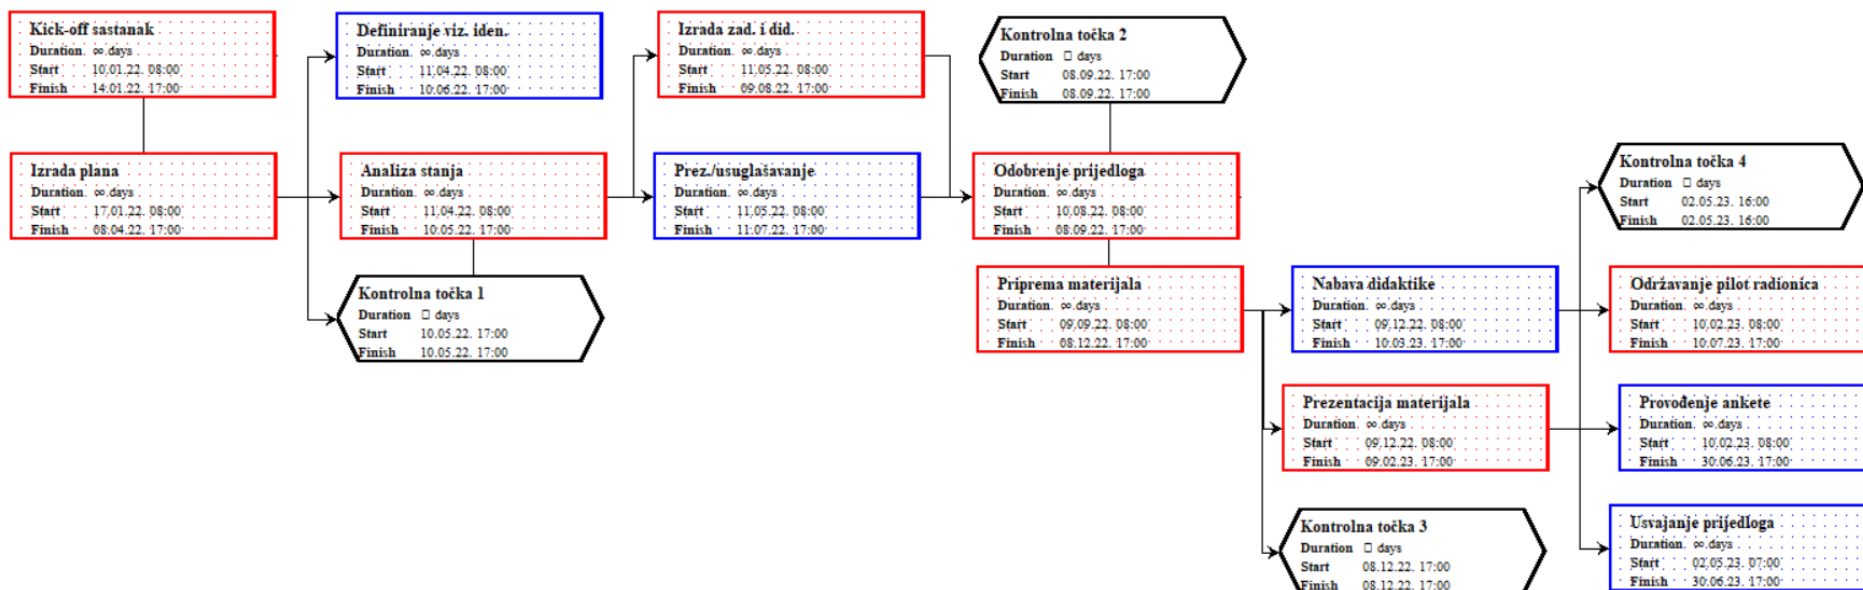 Kick-off sastanak
Duration ∞ days
Start 10.01.22. 08:00
Finish 14.01.22. 17:00
Izrada plana
Duration ∞ days
Start 17.01.22. 08:00
Finish 08.04.22. 17:00
Definiranje viz. iden.
Duration ∞ days
Start 11.04.22. 08:00
Finish 10.06.22. 17:00
Analiza stanja
Duration ∞ days
Start 11.04.22. 08:00
Finish 10.05.22. 17:00
Kontrolna točka 1
Duration □ days
Start 10.05.22. 17:00
Finish 10.05.22. 17:00
Izrada zad. i did.
Duration ∞ days
Start 11.05.22. 08:00
Finish 09.08.22. 17:00
Prez./usuglašavanje
Duration ∞ days
Start 11.05.22. 08:00
Finish 11.07.22. 17:00
Kontrolna točka 2
Duration □ days
Start 08.09.22. 17:00
Finish 08.09.22. 17:00
Odobrenje prijedloga
Duration ∞ days
Start 10.08.22. 08:00
Finish 08.09.22. 17:00
Priprema materijala
Duration ∞ days
Start 09.09.22. 08:00
Finish 08.12.22. 17:00
Nabava didaktike
Duration ∞ days
Start 09.12.22. 08:00
Finish 10.03.23. 17:00
Prezentacija materijala
Duration ∞ days
Start 09.12.22. 08:00
Finish 09.02.23. 17:00
Kontrolna točka 3
Duration □ days
Start 08.12.22. 17:00
Finish 08.12.22. 17:00
Kontrolna točka 4
Duration □ days
Start 02.05.23. 16:00
Finish 02.05.23. 16:00
Održavanje pilot radionica
Duration ∞ days
Start 10.02.23. 08:00
Finish 10.07.23. 17:00
Provođenje ankete
Duration ∞ days
Start 10.02.23. 08:00
Finish 30.06.23. 17:00
Usvajanje prijedloga
Duration ∞ days
Start 02.05.23. 07:00
Finish 30.06.23. 17:00